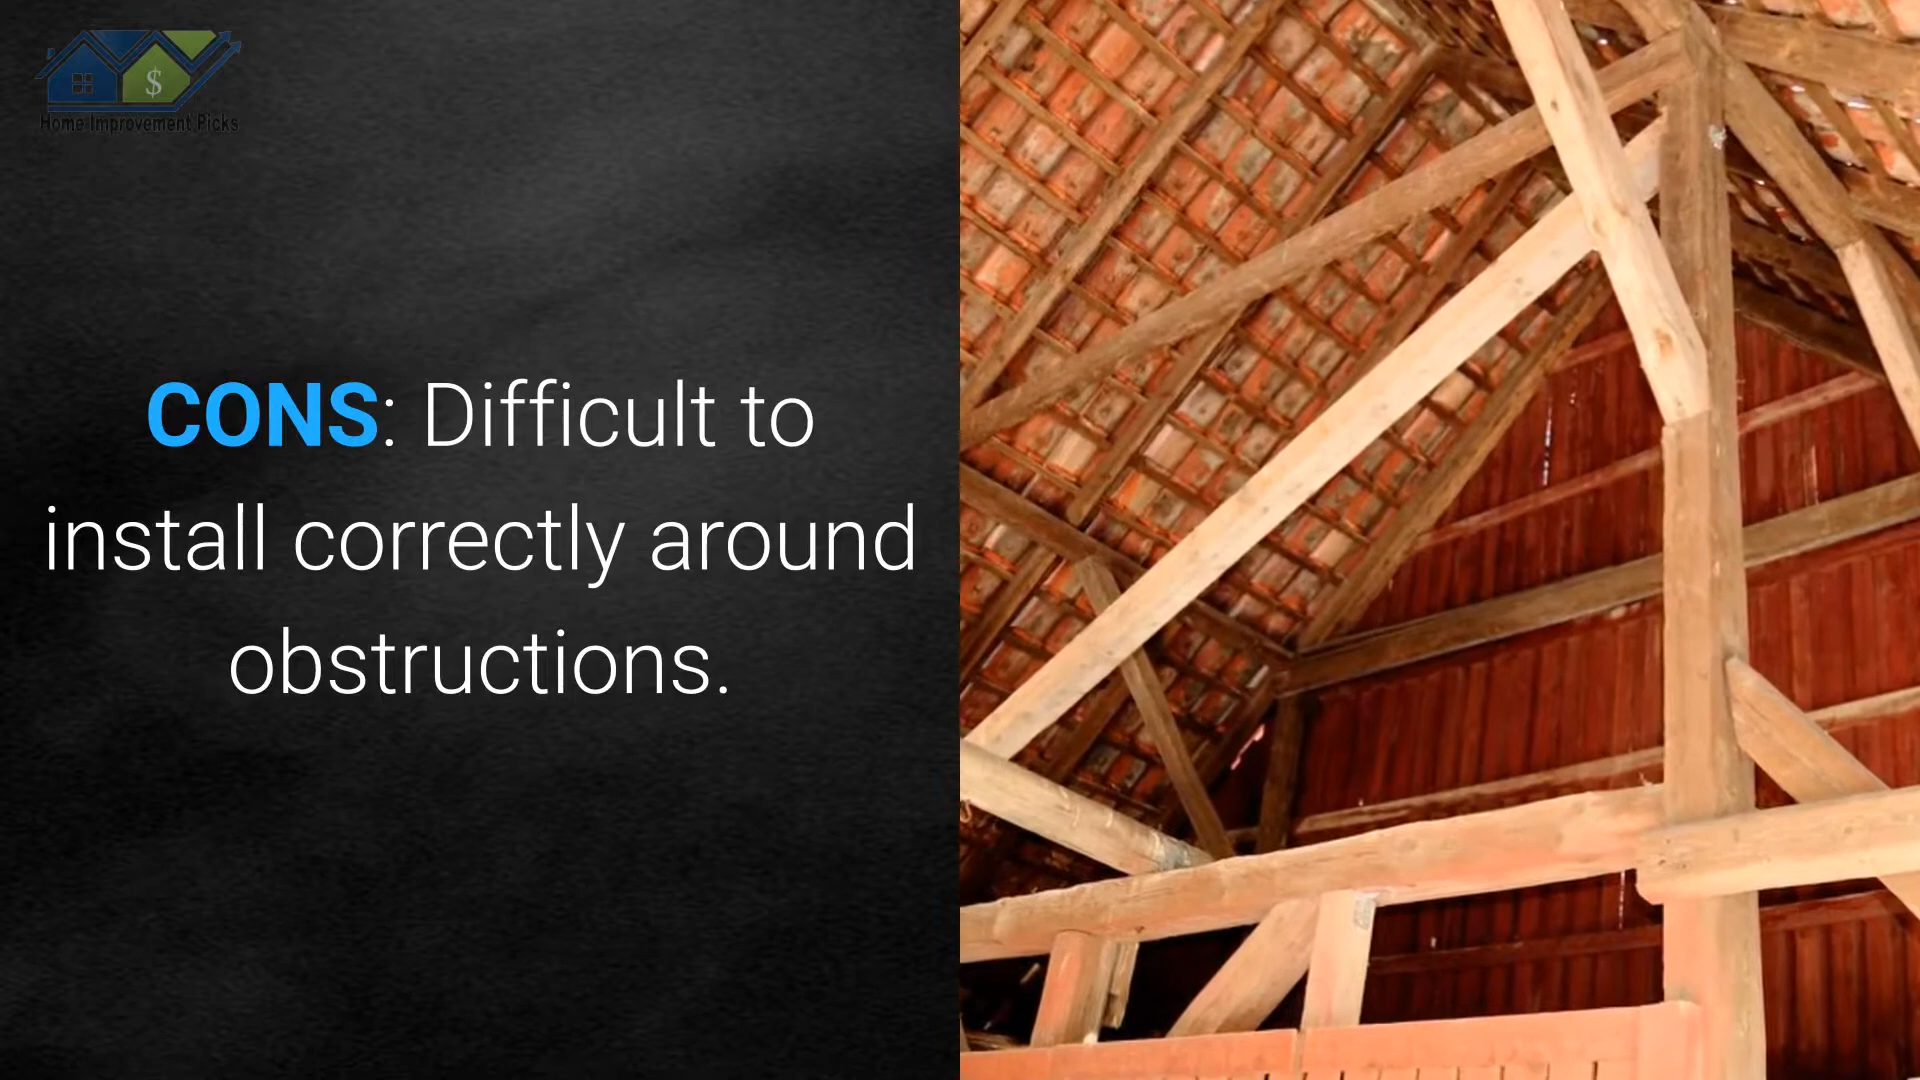 $
Home Improvement Picks
CONS: Difficult to
install correctly around
obstructions.